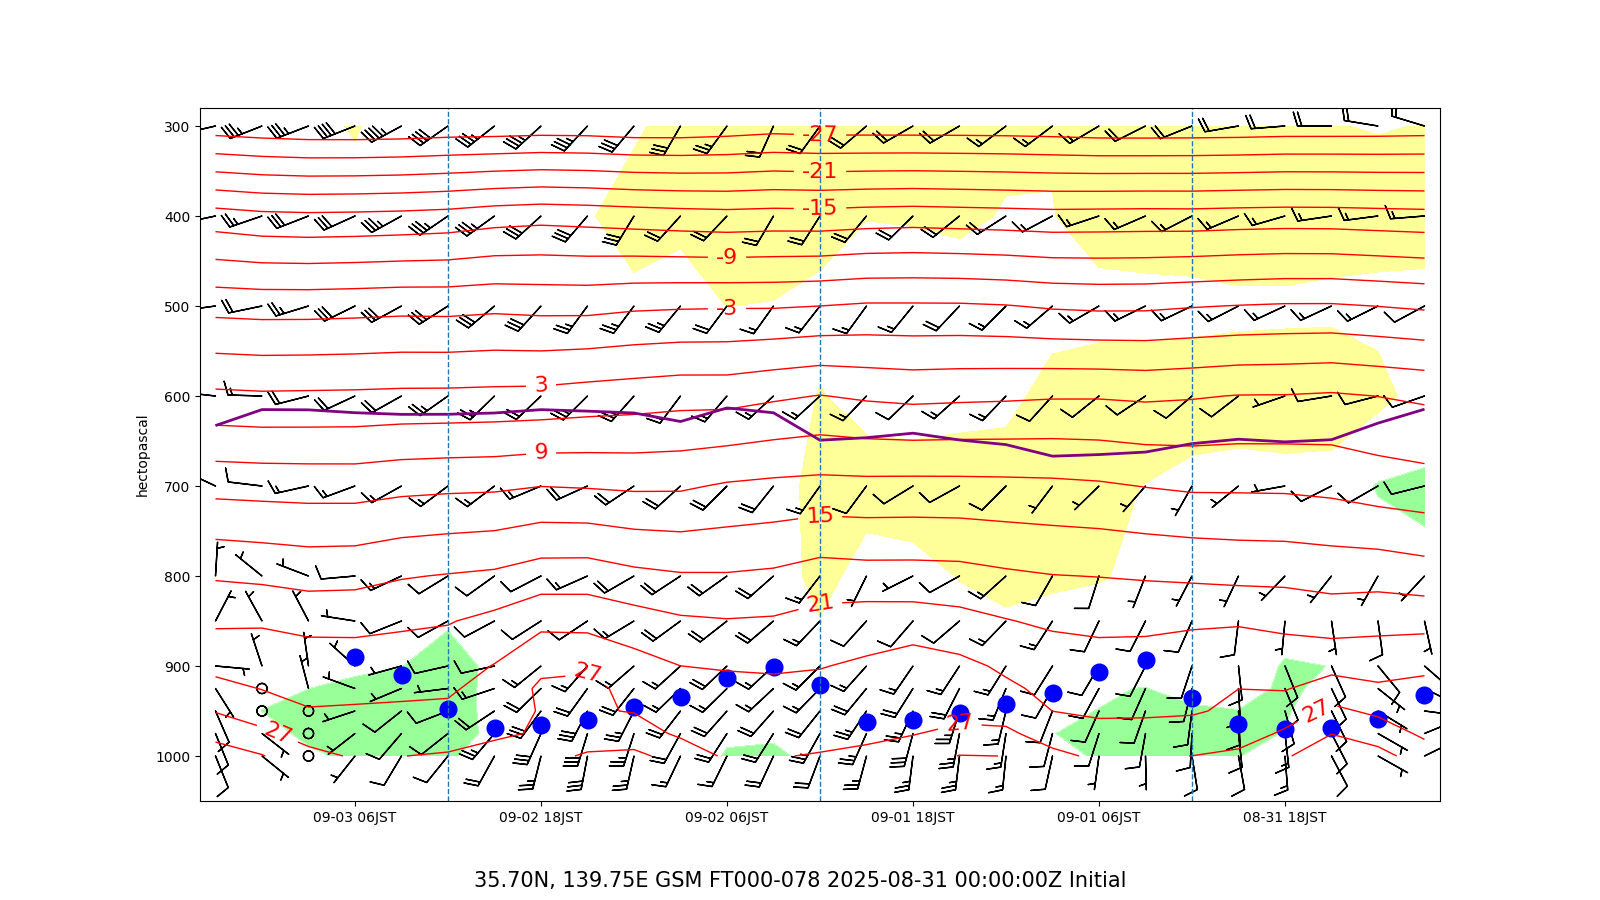 300
400
500
600
700
800
900
1000
hectopascal
-27
-21
-15
-9
-3
3
9
15
21
27
27
27
27
09-03 06JST
09-02 18JST
09-02 06JST
09-01 18JST
09-01 06JST
08-31 18JST
35.70N, 139.75E GSM FT000-078 2025-08-31 00:00:00Z Initial